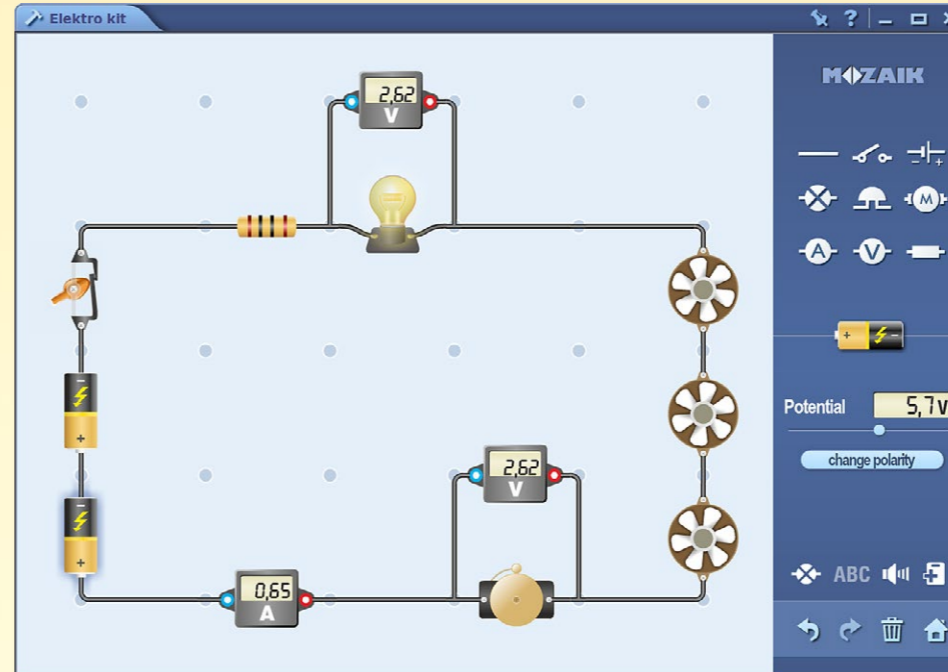 Elektro kit
MOZAIK
2,62
V
A
V
M
Potential 5,7V
change polarity
2,62
V
0,65
A
ABC